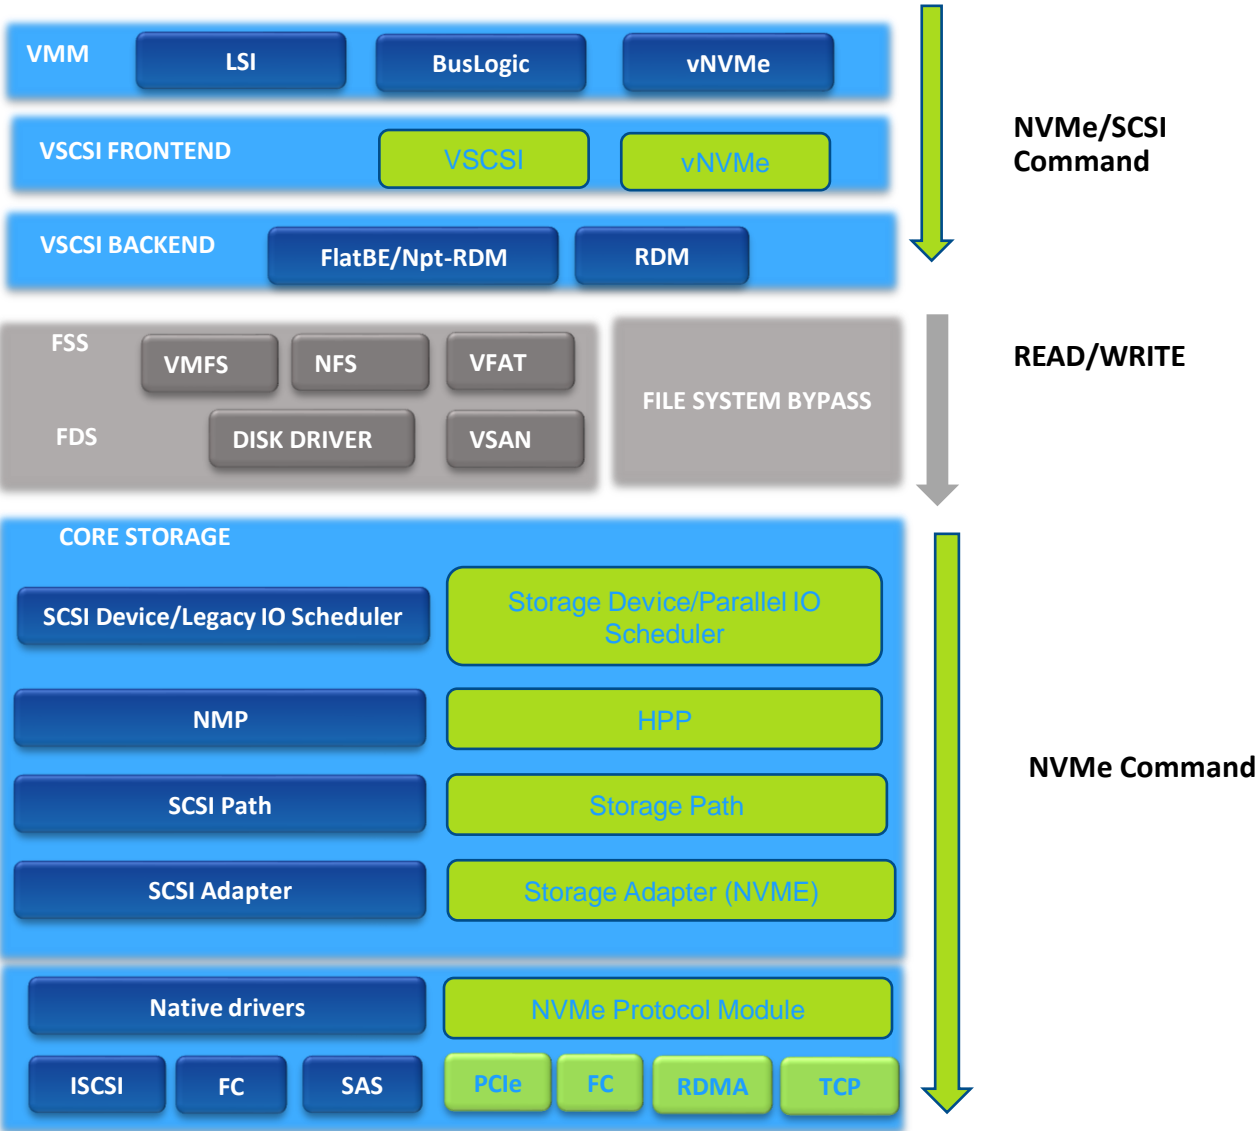 VMM
LSI
BusLogic
vNVMe
VSCSI FRONTEND
VSCSI
vNVMe
VSCSI BACKEND
FlatBE/Npt-RDM
RDM
NVMe/SCSI
Command
FSS
VMFS
NFS
VFAT
FDS
DISK DRIVER
VSAN
FILE SYSTEM BYPASS
READ/WRITE
CORE STORAGE
SCSI Device/Legacy IO Scheduler
Storage Device/Parallel IO
Scheduler
NMP
HPP
SCSI Path
Storage Path
SCSI Adapter
Storage Adapter (NVME)
NVMe Command
Native drivers
NVMe Protocol Module
ISCSI
FC
SAS
PCIe
FC
RDMA
TCP